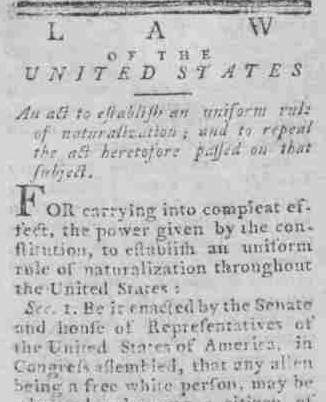 L A W
OF THE
UNITED STATES
An act to eſtabliſh an uniform rule
of naturalization; and to repeal
the act heretofore paſſed on that
ſubject.
FOR carrying into compleat ef-
fect, the power given by the con-
ſtitution, to eſtabliſh an uniform
rule of naturalization throughout
the United States:
Sec. 1. Be it enacted by the Senate
and houſe of Repreſentatives of
the United States of America, in
Congreſs aſſembled, that any alien
being a free white perſon, may be